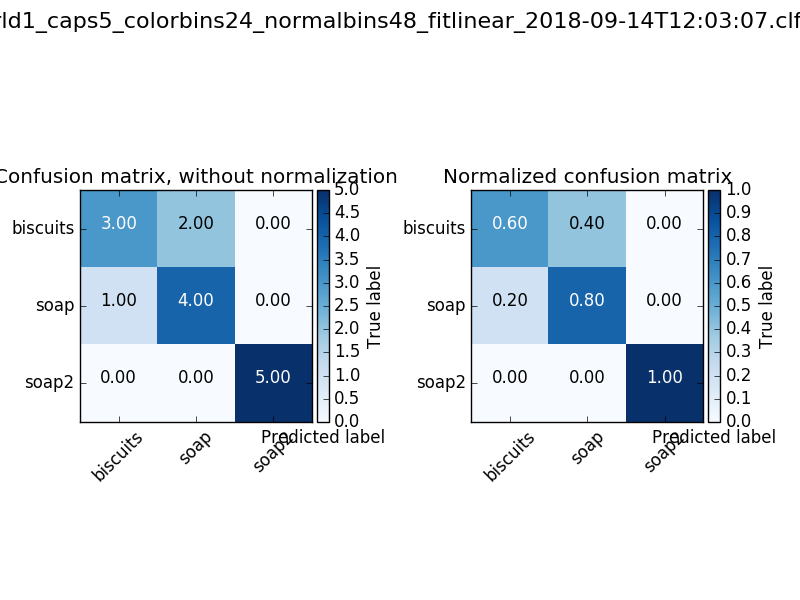 rld1_caps5_colorbins24_normalbins48_fitlinear_2018-09-14T12:03:07.clf
Confusion matrix, without normalization
biscuits 3.00 2.00 0.00
soap 1.00 4.00 0.00
soap2 0.00 0.00 5.00
biscuits soap soap2
5.0
4.5
4.0
3.5
3.0
2.5
2.0
1.5
1.0
0.5
0.0
True label
Predicted label
Normalized confusion matrix
biscuits 0.60 0.40 0.00
soap 0.20 0.80 0.00
soap2 0.00 0.00 1.00
biscuits soap soap2
1.0
0.9
0.8
0.7
0.6
0.5
0.4
0.3
0.2
0.1
0.0
True label
Predicted label